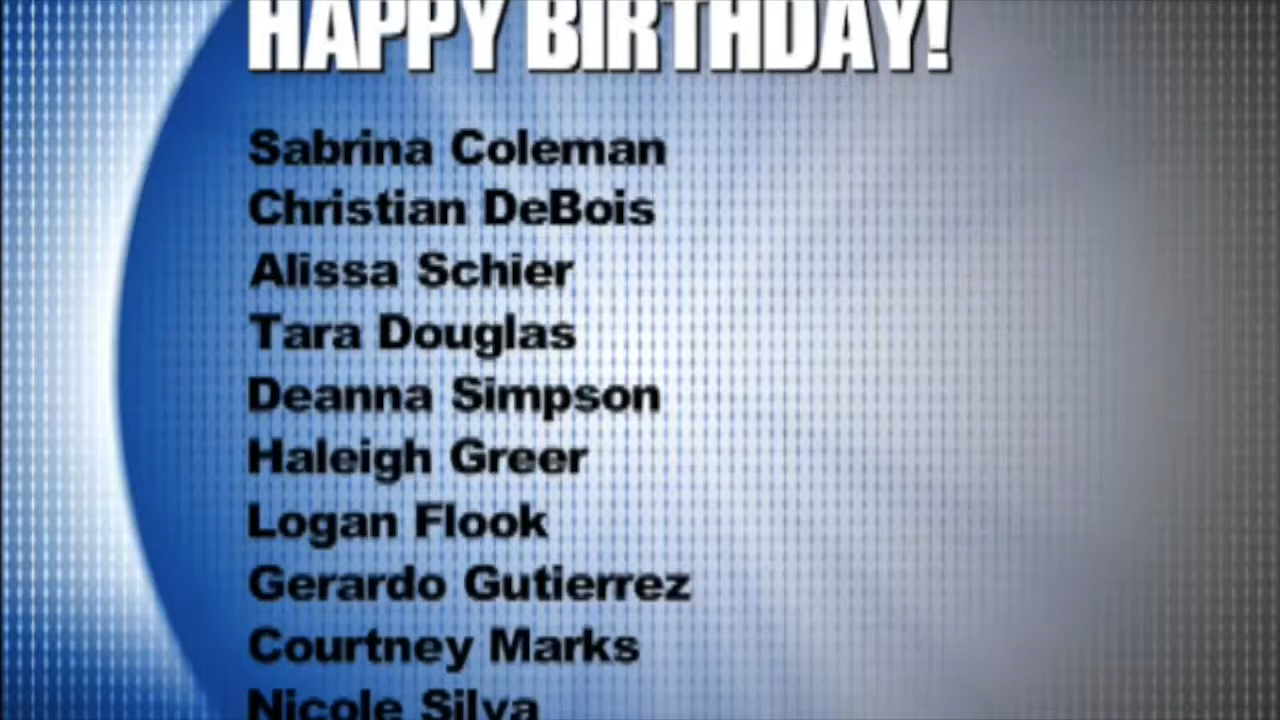 HAPPY BIRTHDAY!
Sabrina Coleman
Christian DeBois
Alissa Schier
Tara Douglas
Deanna Simpson
Haleigh Greer
Logan Flook
Gerardo Gutierrez
Courtney Marks
Nicole Silva